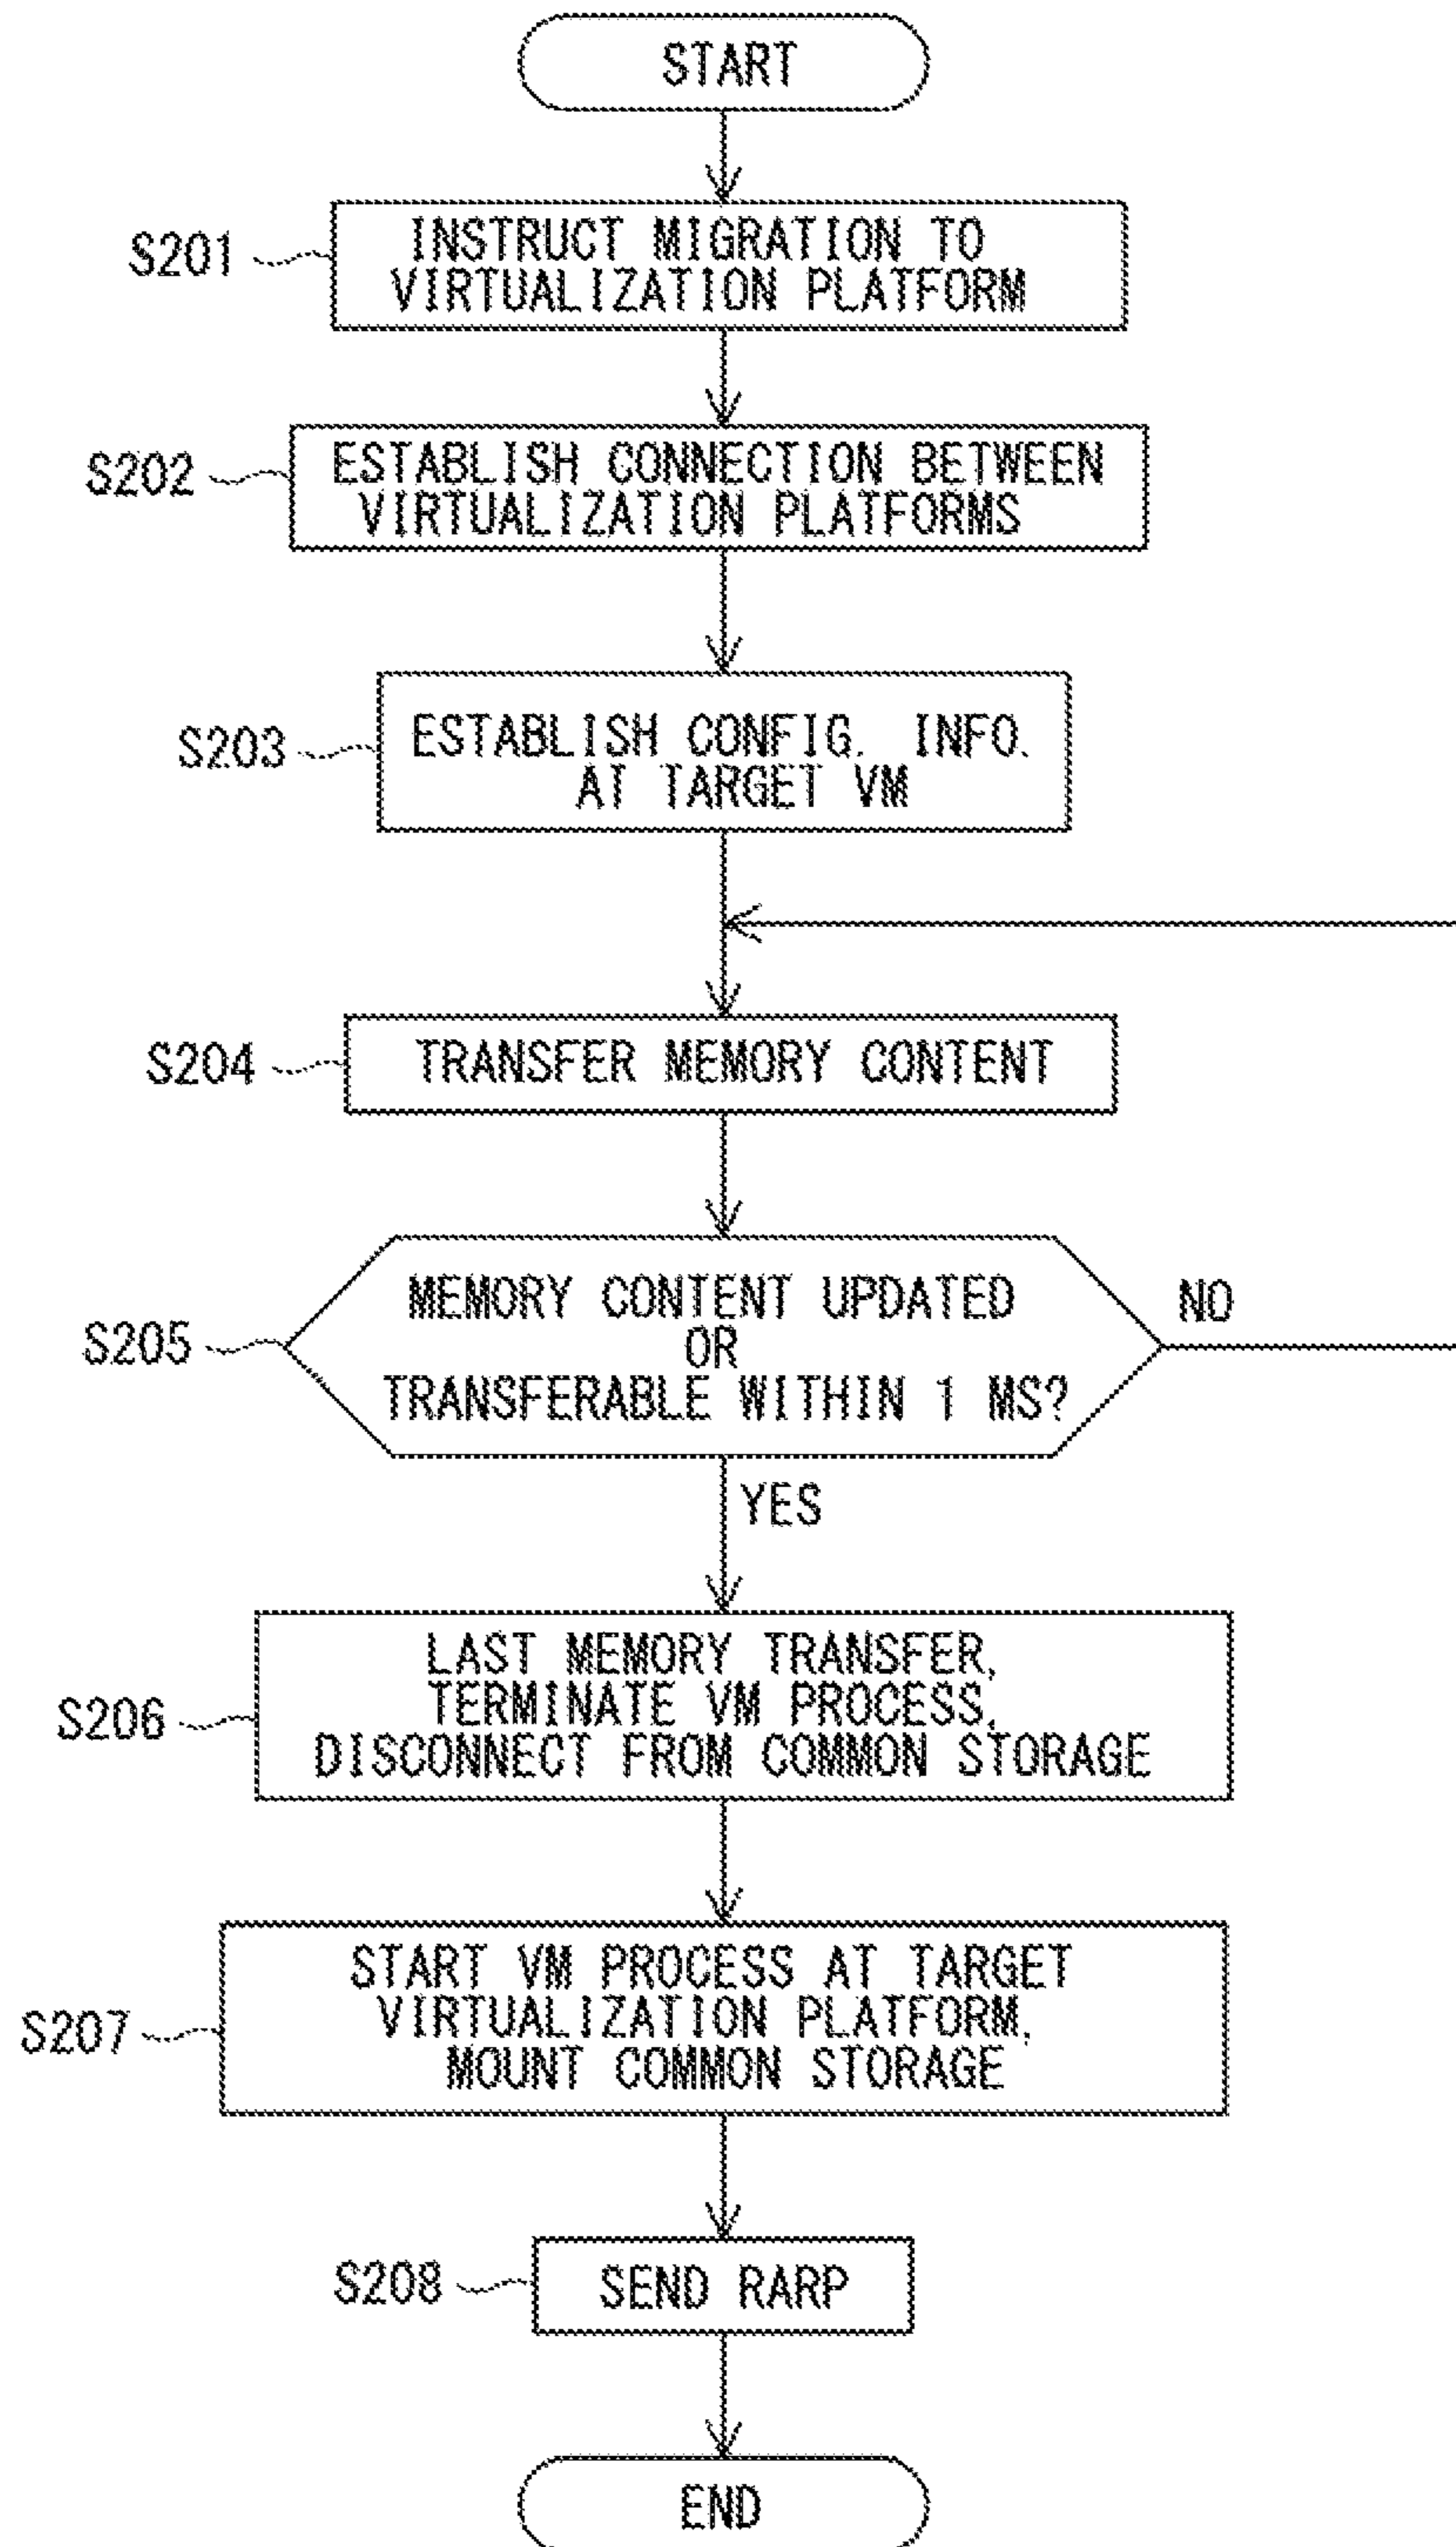 START
S201
INSTRUCT MIGRATION TO
VIRTUALIZATION PLATFORM
S202
ESTABLISH CONNECTION BETWEEN
VIRTUALIZATION PLATFORMS
S203
ESTABLISH CONFIG. INFO.
AT TARGET VM
S204
TRANSFER MEMORY CONTENT
S205
MEMORY CONTENT UPDATED
OR
TRANSFERABLE WITHIN 1 MS?
NO
YES
S206
LAST MEMORY TRANSFER,
TERMINATE VM PROCESS,
DISCONNECT FROM COMMON STORAGE
S207
START VM PROCESS AT TARGET
VIRTUALIZATION PLATFORM,
MOUNT COMMON STORAGE
S208
SEND RARP
END